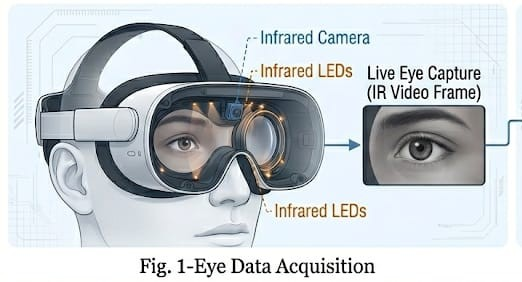 Infrared Camera
Infrared LEDs
Live Eye Capture
(IR Video Frame)
Infrared LEDs
Fig. 1-Eye Data Acquisition